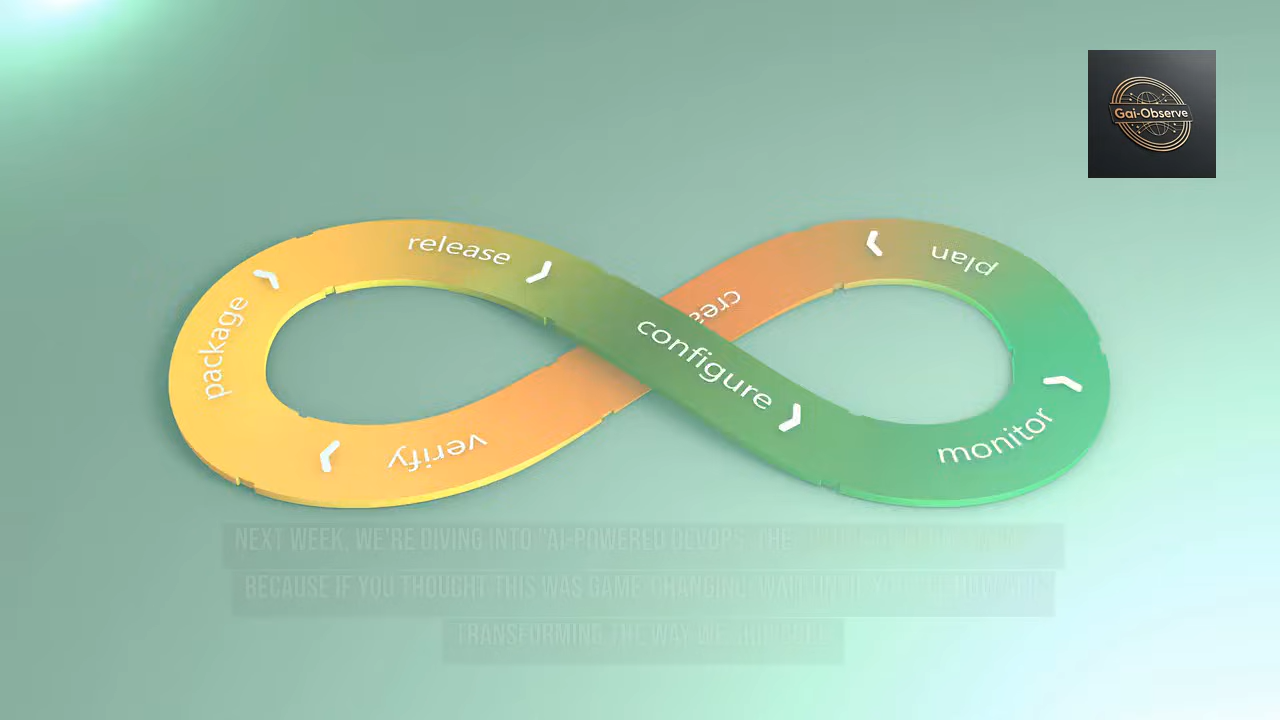 Gai-Observe
release
plan
package
configure
verify
monitor
NEXT WEEK, WE'RE DIVING INTO "AI-POWERED DEVOPS: THE
BECAUSE IF YOU THOUGHT THIS WAS GAME-CHANGING, WAIT UNTIL YOU
TRANSFORMING THE WAY WE